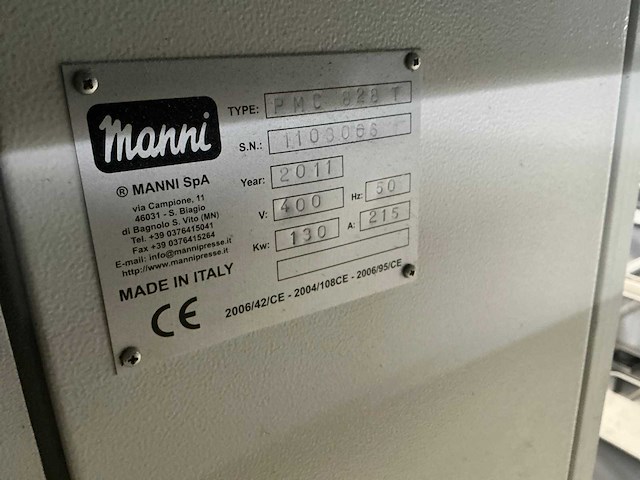 manni
® MANNI SpA
via Campione, 11
46031 - S. Biagio
di Bagnolo S. Vito (MN)
Tel. +39 0376415041
Fax +39 0376415264
E-mail: info@mannipresse.it
http://www.mannipresse.it
MADE IN ITALY
CE
TYPE: PMC 828 T
S.N.: 1103066
Year: 2011
V: 400 Hz: 50
Kw: 130 A: 215
2006/42/CE - 2004/108CE - 2006/95/CE